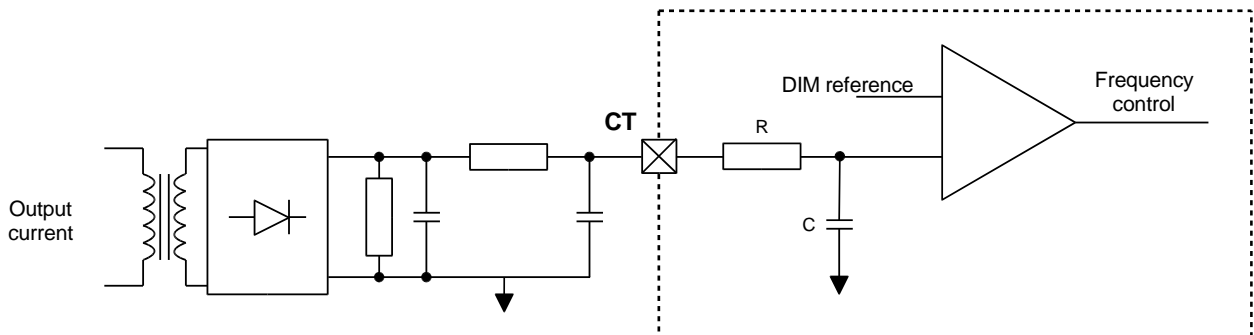 DIM reference
Frequency
control
CT
R
Output
current
C